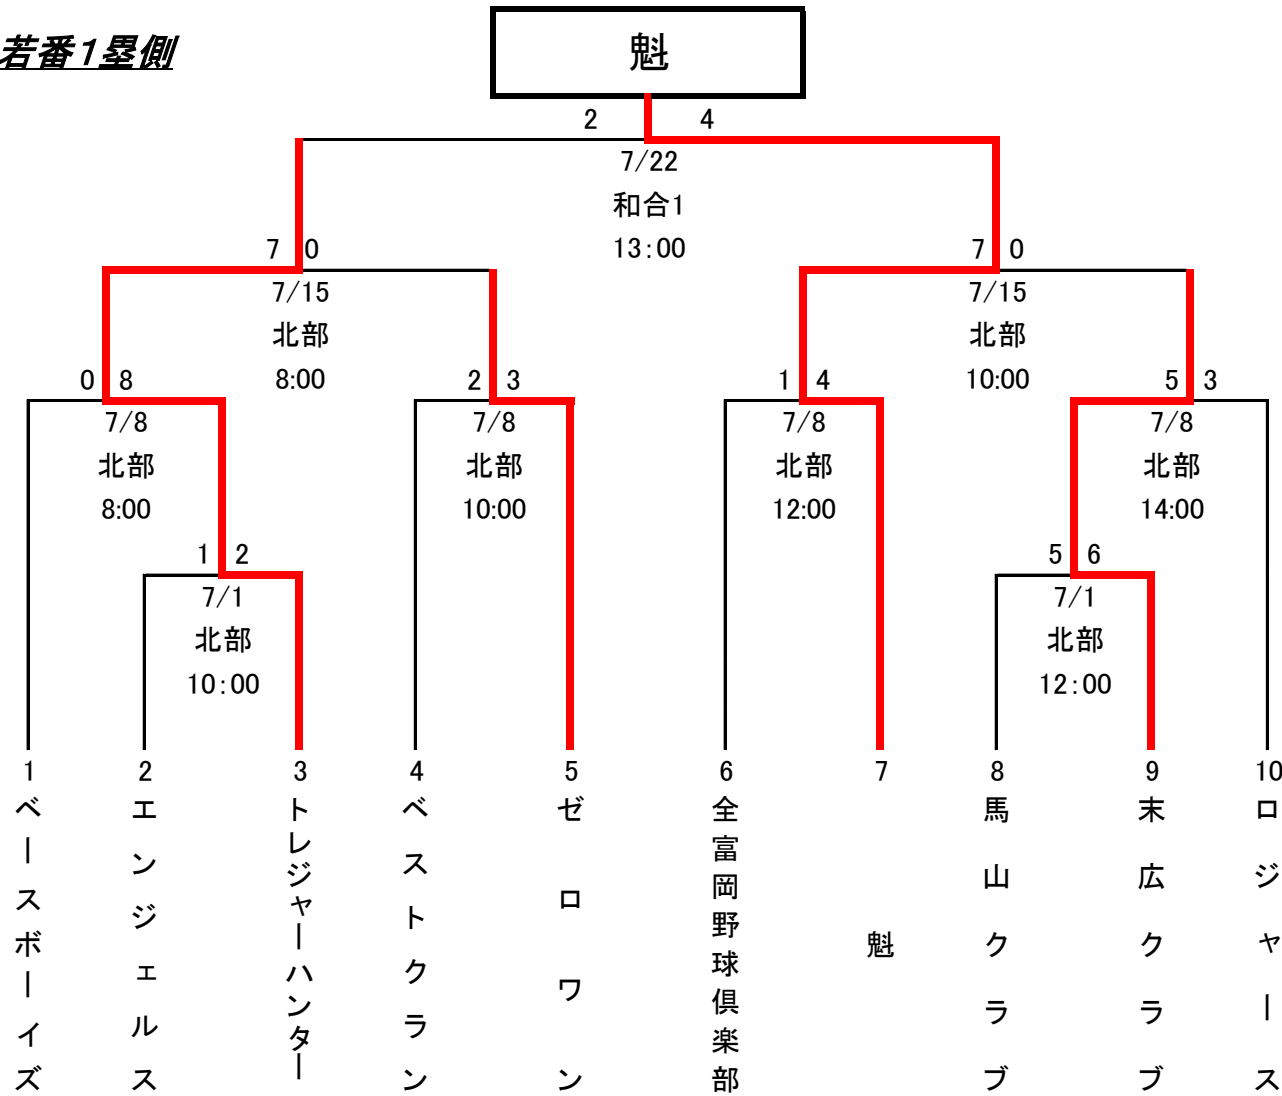 若番1塁側
魁
2 4
7/22
和合1
13:00
7 0
7/15
北部
8:00
7 0
7/15
北部
10:00
0 8
7/8
北部
8:00
2 3
7/8
北部
10:00
1 4
7/8
北部
12:00
5 3
7/8
北部
14:00
1 2
7/1
北部
10:00
5 6
7/1
北部
12:00
1
ベースボーイズ
2
エンジェルス
3
トレジャーハンター
4
ベストクラン
5
ゼロワン
6
全富岡野球倶楽部
7
魁
8
馬山クラブ
9
末広クラブ
10
ロジャース